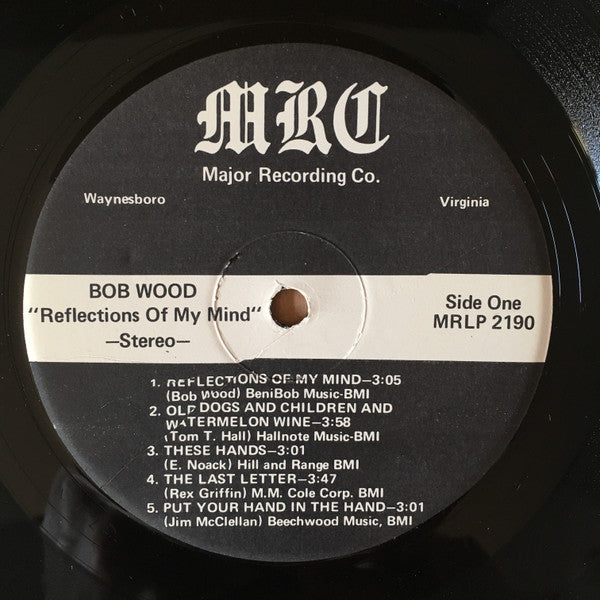 MRC
Major Recording Co.
Waynesboro
Virginia
BOB WOOD
"Reflections Of My Mind"
—Stereo—
Side One
MRLP 2190
1. REFLECTIONS OF MY MIND—3:05
(Bob Wood) BeniBob Music-BMI
2. OLD DOGS AND CHILDREN AND
WATERMELON WINE—3:58
(Tom T. Hall) Hallnote Music-BMI
3. THESE HANDS—3:01
(E. Noack) Hill and Range BMI
4. THE LAST LETTER—3:47
(Rex Griffin) M.M. Cole Corp. BMI
5. PUT YOUR HAND IN THE HAND—3:01
(Jim McClellan) Beechwood Music, BMI